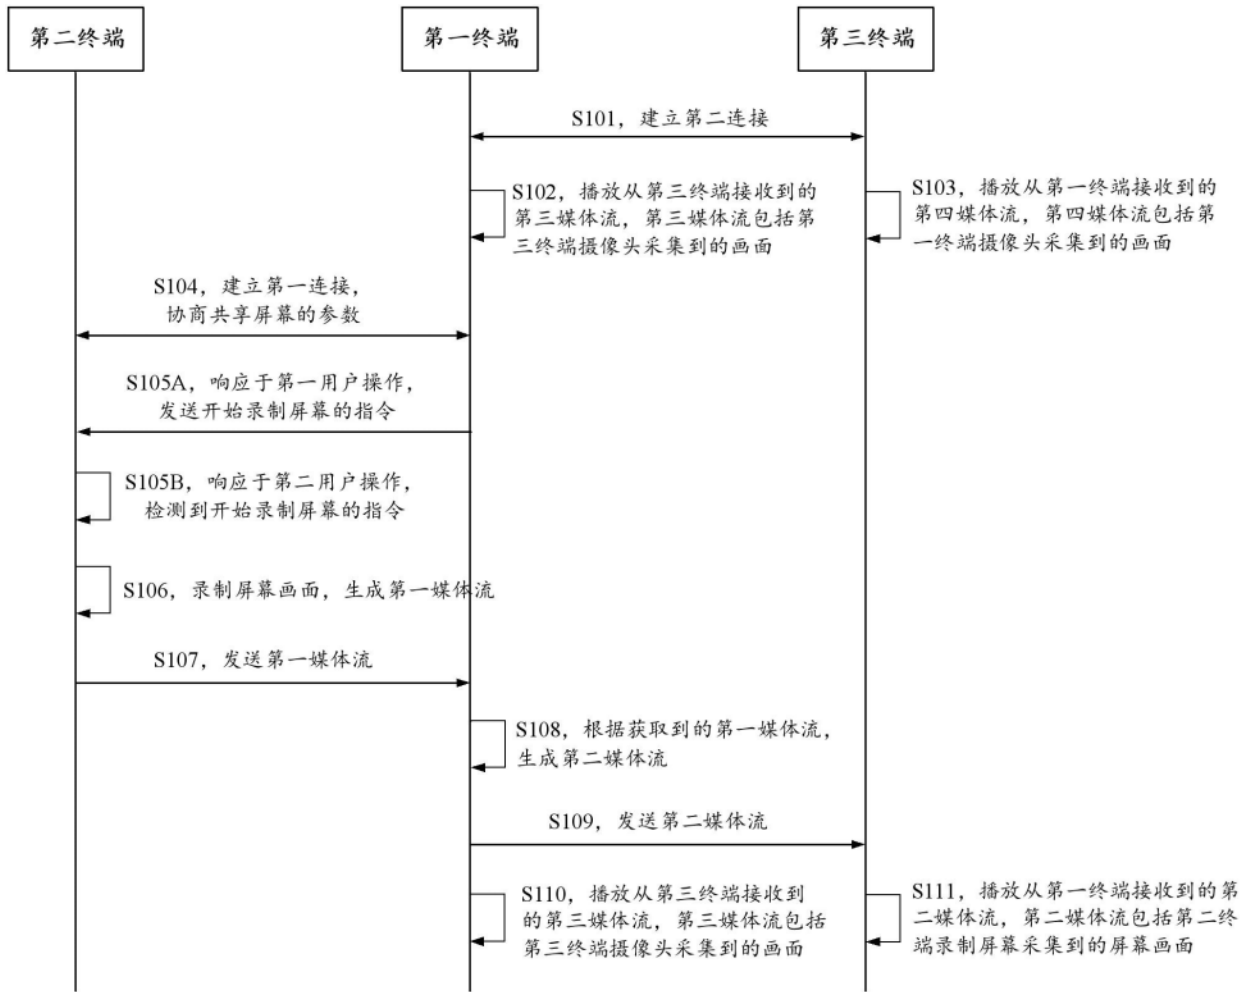 第二终端
第一终端
第三终端
S101，建立第二连接
S102，播放从第三终端接收到的
第三媒体流，第三媒体流包括第
三终端摄像头采集到的画面
S103，播放从第一终端接收到的
第四媒体流，第四媒体流包括第
一终端摄像头采集到的画面
S104，建立第一连接，
协商共享屏幕的参数
S105A，响应于第一用户操作，
发送开始录制屏幕的指令
S105B，响应于第二用户操作，
检测到开始录制屏幕的指令
S106，录制屏幕画面，生成第一媒体流
S107，发送第一媒体流
S108，根据获取到的第一媒体流，
生成第二媒体流
S109，发送第二媒体流
S110，播放从第三终端接收到
的第三媒体流，第三媒体流包括
第三终端摄像头采集到的画面
S111，播放从第一终端接收到的第
二媒体流，第二媒体流包括第二终
端录制屏幕采集到的屏幕画面